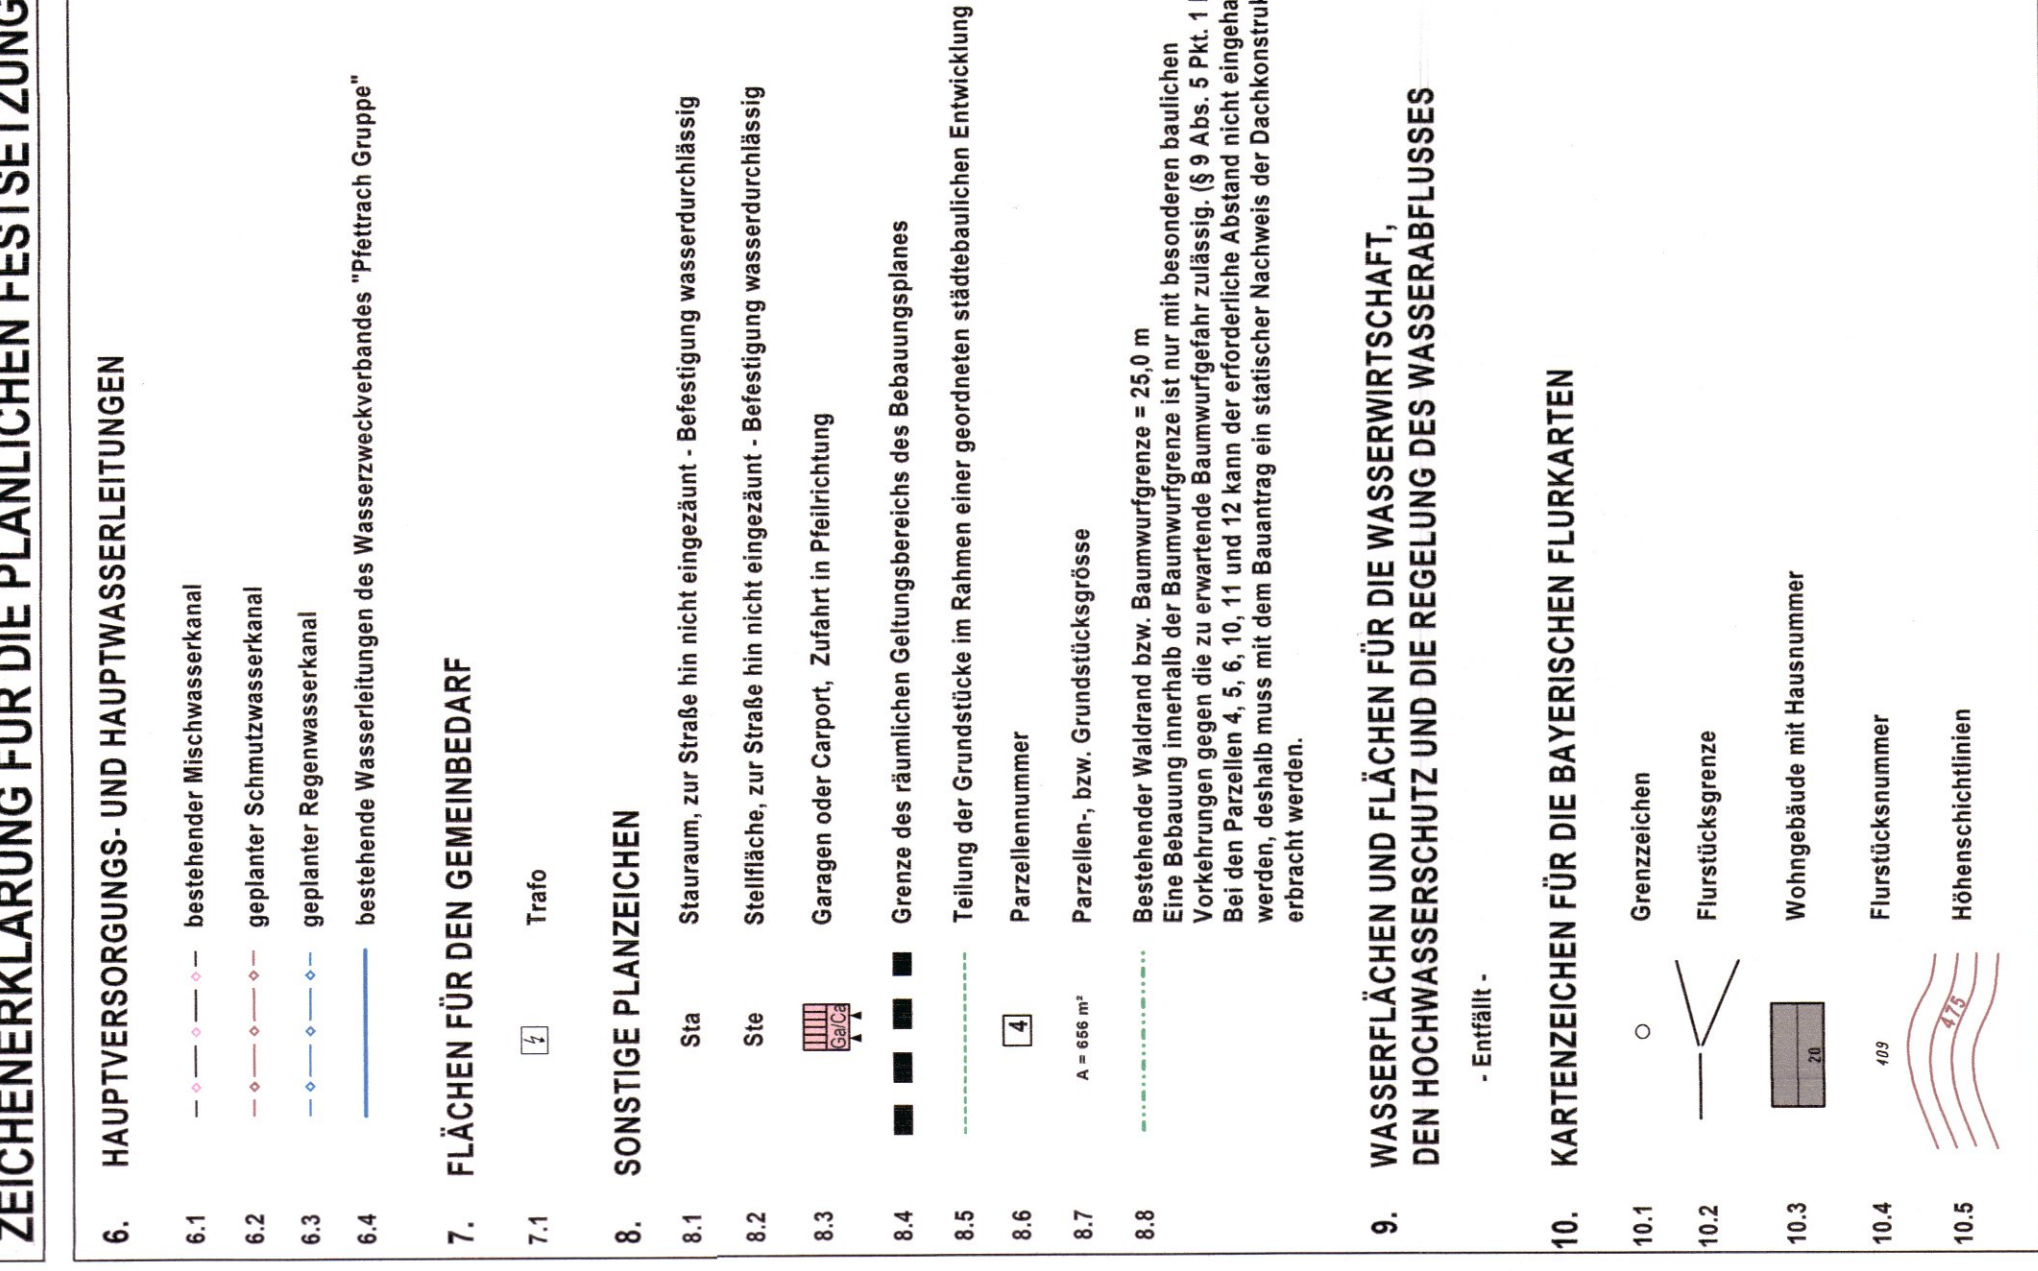 ZEICHENERKLÄRUNG FÜR DIE PLANLICHEN FESTSETZUNG
6. HAUPTVERSORGUNGS- UND HAUPTWASSERLEITUNGEN
6.1 bestehender Mischwasserkanal
6.2 geplanter Schmutzwasserkanal
6.3 geplanter Regenwasserkanal
6.4 bestehende Wasserleitungen des Wasserzweckverbandes "Pfettrach Gruppe"
7. FLÄCHEN FÜR DEN GEMEINBEDARF
7.1 Trafo
8. SONSTIGE PLANZEICHEN
8.1 Sta Stauraum, zur Straße hin nicht eingezäunt - Befestigung wasserdurchlässig
8.2 Ste Stellfläche, zur Straße hin nicht eingezäunt - Befestigung wasserdurchlässig
8.3 Ga/Ca Garagen oder Carport, Zufahrt in Pfeilrichtung
8.4 Grenze des räumlichen Geltungsbereichs des Bebauungsplanes
8.5 Teilung der Grundstücke im Rahmen einer geordneten städtebaulichen Entwicklung
8.6 4 Parzellennummer
8.7 A = 656 m² Parzellen-, bzw. Grundstücksgrösse
8.8 Bestehender Waldrand bzw. Baumwurfgrenze = 25,0 m
Eine Bebauung innerhalb der Baumwurfgrenze ist nur mit besonderen baulichen
Vorkehrungen gegen die zu erwartende Baumwurfgefahr zulässig. (§ 9 Abs. 5 Pkt. 1
Bei den Parzellen 4, 5, 6, 10, 11 und 12 kann der erforderliche Abstand nicht eingeha
werden, deshalb muss mit dem Bauantrag ein statischer Nachweis der Dachkonstruk
erbracht werden.
9. WASSERFLÄCHEN UND FLÄCHEN FÜR DIE WASSERWIRTSCHAFT,
DEN HOCHWASSERSCHUTZ UND DIE REGELUNG DES WASSERABFLUSSES
- Entfällt -
10. KARTENZEICHEN FÜR DIE BAYERISCHEN FLURKARTEN
10.1 Grenzzeichen
10.2 Flurstücksgrenze
10.3 20 Wohngebäude mit Hausnummer
10.4 109 Flurstücksnummer
10.5 475 Höhenschichtlinien